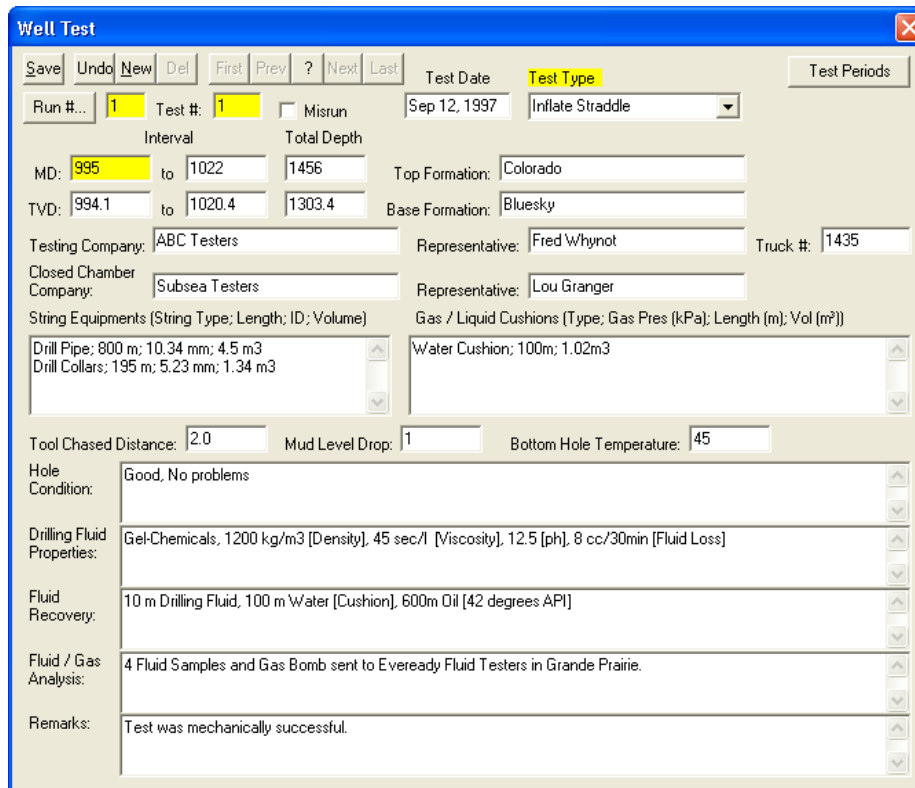 Well Test
Save Undo New Del First Prev ? Next Last Test Date Test Type Test Periods
Run #... 1 Test #: 1 Misrun Sep 12, 1997 Inflate Straddle
Interval Total Depth
MD: 995 to 1022 1456 Top Formation: Colorado
TVD: 994.1 to 1020.4 1303.4 Base Formation: Bluesky
Testing Company: ABC Testers Representative: Fred Whynot Truck #: 1435
Closed Chamber
Company: Subsea Testers Representative: Lou Granger
String Equipments (String Type; Length; ID; Volume) Gas / Liquid Cushions (Type; Gas Pres (kPa); Length (m); Vol (m³))
Drill Pipe; 800 m; 10.34 mm; 4.5 m3 Water Cushion; 100m; 1.02m3
Drill Collars; 195 m; 5.23 mm; 1.34 m3
Tool Chased Distance: 2.0 Mud Level Drop: 1 Bottom Hole Temperature: 45
Hole
Condition: Good, No problems
Drilling Fluid
Properties: Gel-Chemicals, 1200 kg/m3 [Density], 45 sec/l [Viscosity], 12.5 [ph], 8 cc/30min [Fluid Loss]
Fluid
Recovery: 10 m Drilling Fluid, 100 m Water [Cushion], 600m Oil [42 degrees API]
Fluid / Gas
Analysis: 4 Fluid Samples and Gas Bomb sent to Eveready Fluid Testers in Grande Prairie.
Remarks: Test was mechanically successful.